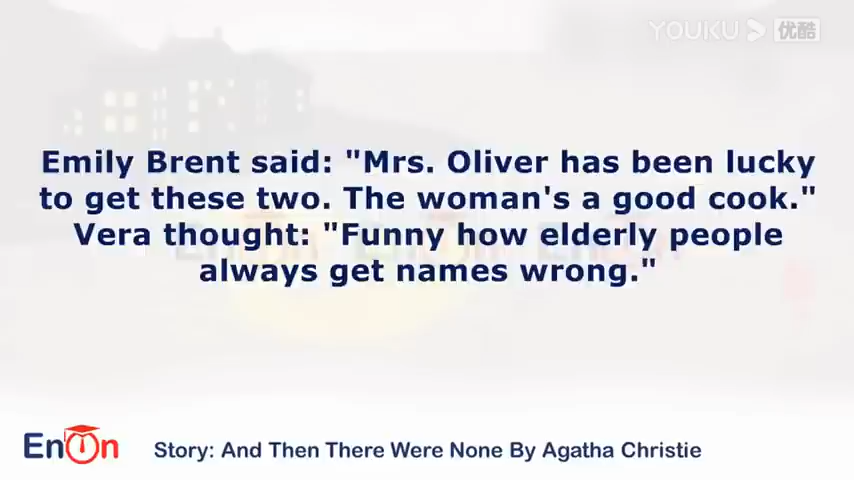 YOUKU 优酷
Emily Brent said: "Mrs. Oliver has been lucky
to get these two. The woman's a good cook."
Vera thought: "Funny how elderly people
always get names wrong."
EnOn
Story: And Then There Were None By Agatha Christie